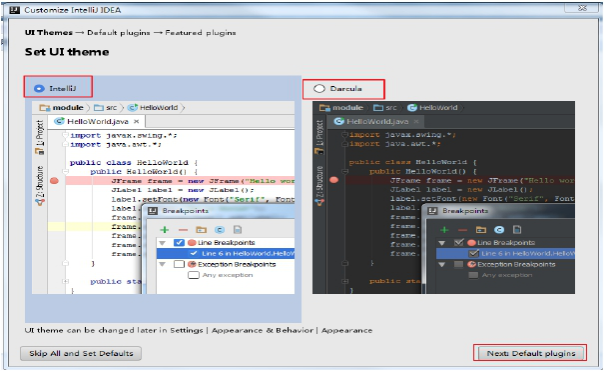 Customize IntelliJ IDEA
UI Themes → Default plugins → Featured plugins
Set UI theme
IntelliJ
Darcula
module src HelloWorld
HelloWorld.java ×
1: Project
2: Structure
import javax.swing.*;
import java.awt.*;
public class HelloWorld {
public HelloWorld() {
JFrame frame = new JFrame("Hello wor
JLabel label = new JLabel();
label.setFont(new Font("Serif", Font
frame.
frame.
frame.
frame.
frame.
}
public sta
}
Breakpoints
Line Breakpoints
Line 6 in HelloWorld.HelloW
Exception Breakpoints
Any exception
module src HelloWorld
HelloWorld.java ×
1: Project
2: Structure
import javax.swing.*;
import java.awt.*;
public class HelloWorld {
public HelloWorld() {
JFrame frame = new JFrame("Hello wor
JLabel label = new JLabel();
label.setFont(new Font("Serif", Font
frame.
frame.
frame.
frame.
frame.
}
public sta
}
Breakpoints
Line Breakpoints
Line 6 in HelloWorld.HelloW
Exception Breakpoints
Any exception
UI theme can be changed later in Settings | Appearance & Behavior | Appearance
Skip All and Set Defaults
Next: Default plugins